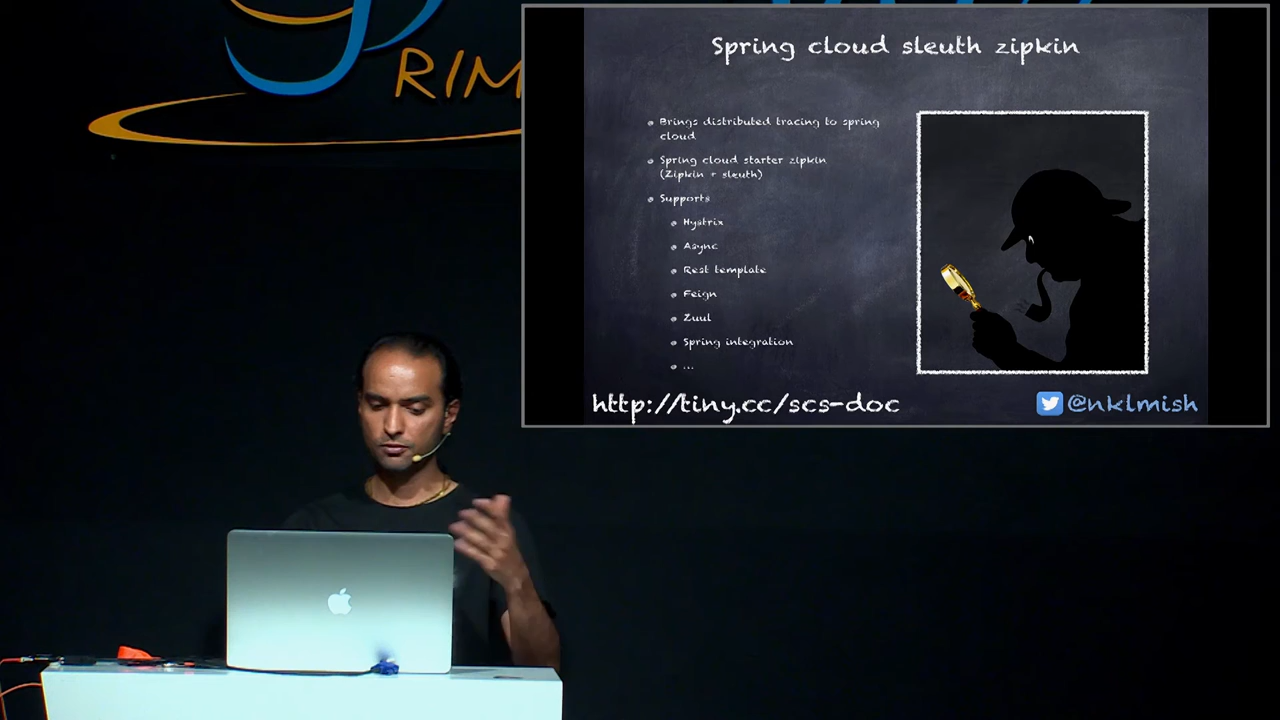 RIM
Spring cloud sleuth zipkin
Brings distributed tracing to spring
cloud
Spring cloud starter zipkin
(Zipkin + sleuth)
Supports
Hystrix
Async
Rest template
Feign
Zuul
Spring integration
...
http://tiny.cc/scs-doc
@nklmish